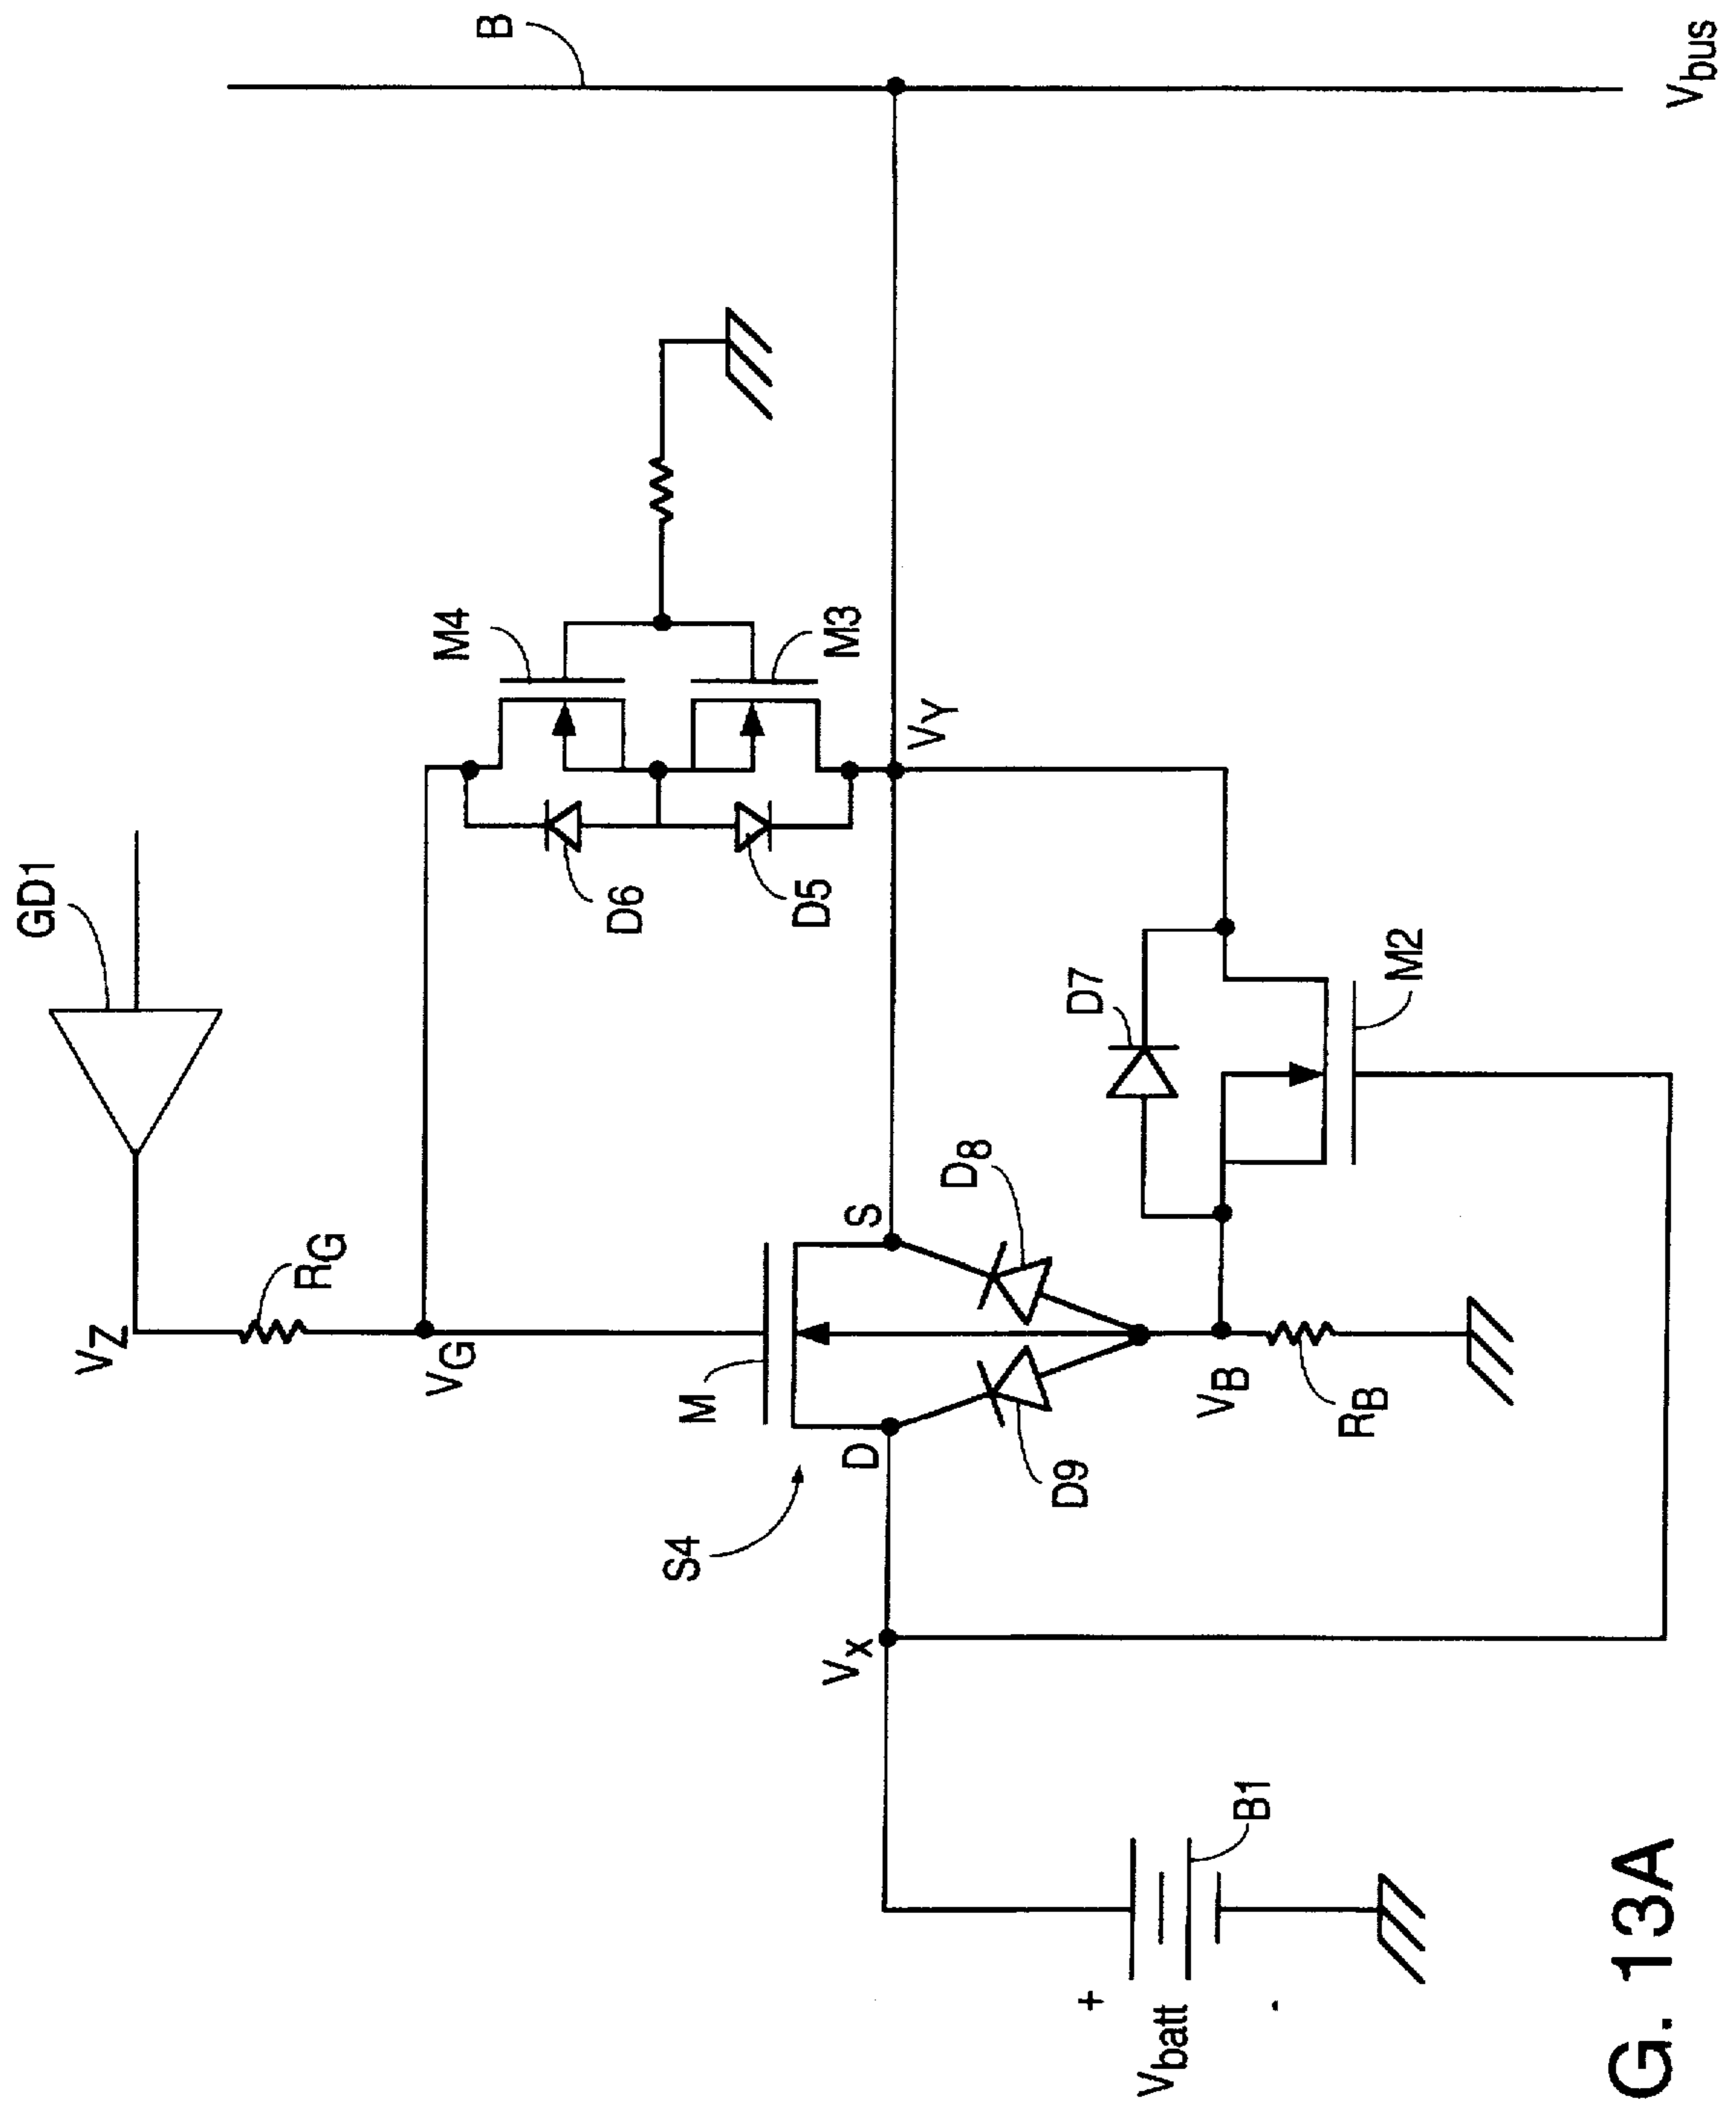 GD1
B
VZ
RG
VG
M4
M3
D6
D5
VY
S4
M
D
S
D8
D9
D7
M2
VX
VB
RB
B1
+
Vbatt
-
Vbus
G. 13A